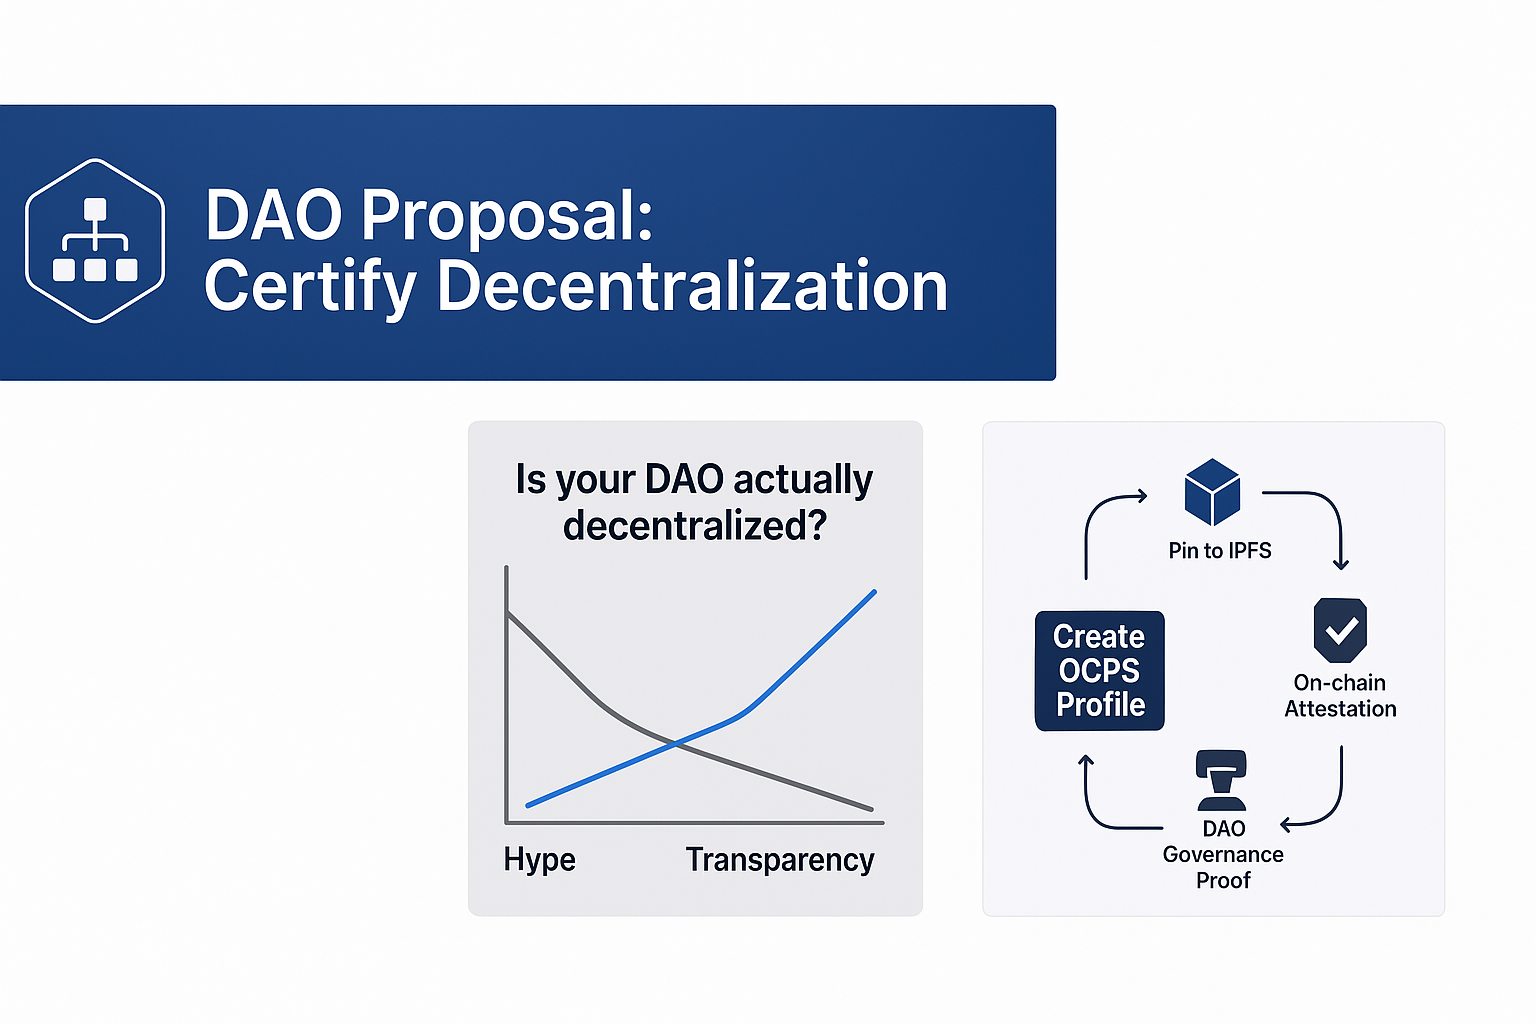 DAO Proposal:
Certify Decentralization
Is your DAO actually
decentralized?
Hype
Transparency
Pin to IPFS
Create
OCPS
Profile
On-chain
Attestation
DAO
Governance
Proof